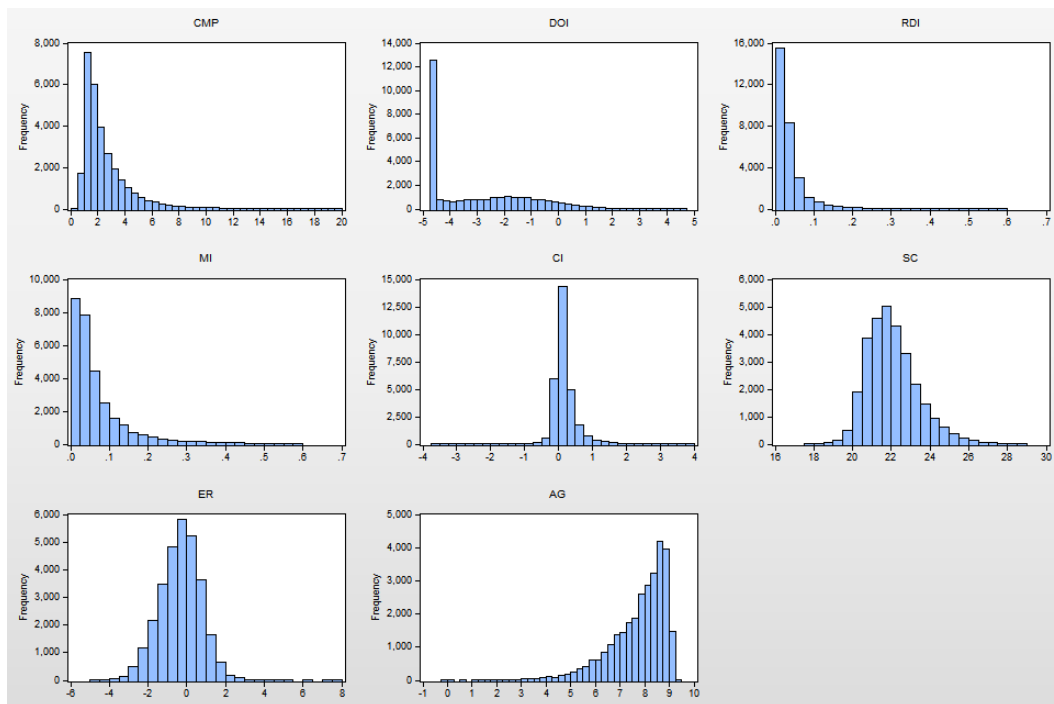 CMP
8,000
6,000
4,000
2,000
0
Frequency
0 2 4 6 8 10 12 14 16 18 20
DOI
14,000
12,000
10,000
8,000
6,000
4,000
2,000
0
Frequency
-5 -4 -3 -2 -1 0 1 2 3 4 5
RDI
16,000
12,000
8,000
4,000
0
Frequency
.0 .1 .2 .3 .4 .5 .6 .7
MI
10,000
8,000
6,000
4,000
2,000
0
Frequency
.0 .1 .2 .3 .4 .5 .6 .7
CI
15,000
12,500
10,000
7,500
5,000
2,500
0
Frequency
-4 -3 -2 -1 0 1 2 3 4
SC
6,000
5,000
4,000
3,000
2,000
1,000
0
Frequency
16 18 20 22 24 26 28 30
ER
6,000
5,000
4,000
3,000
2,000
1,000
0
Frequency
-6 -4 -2 0 2 4 6 8
AG
5,000
4,000
3,000
2,000
1,000
0
Frequency
-1 0 1 2 3 4 5 6 7 8 9 10